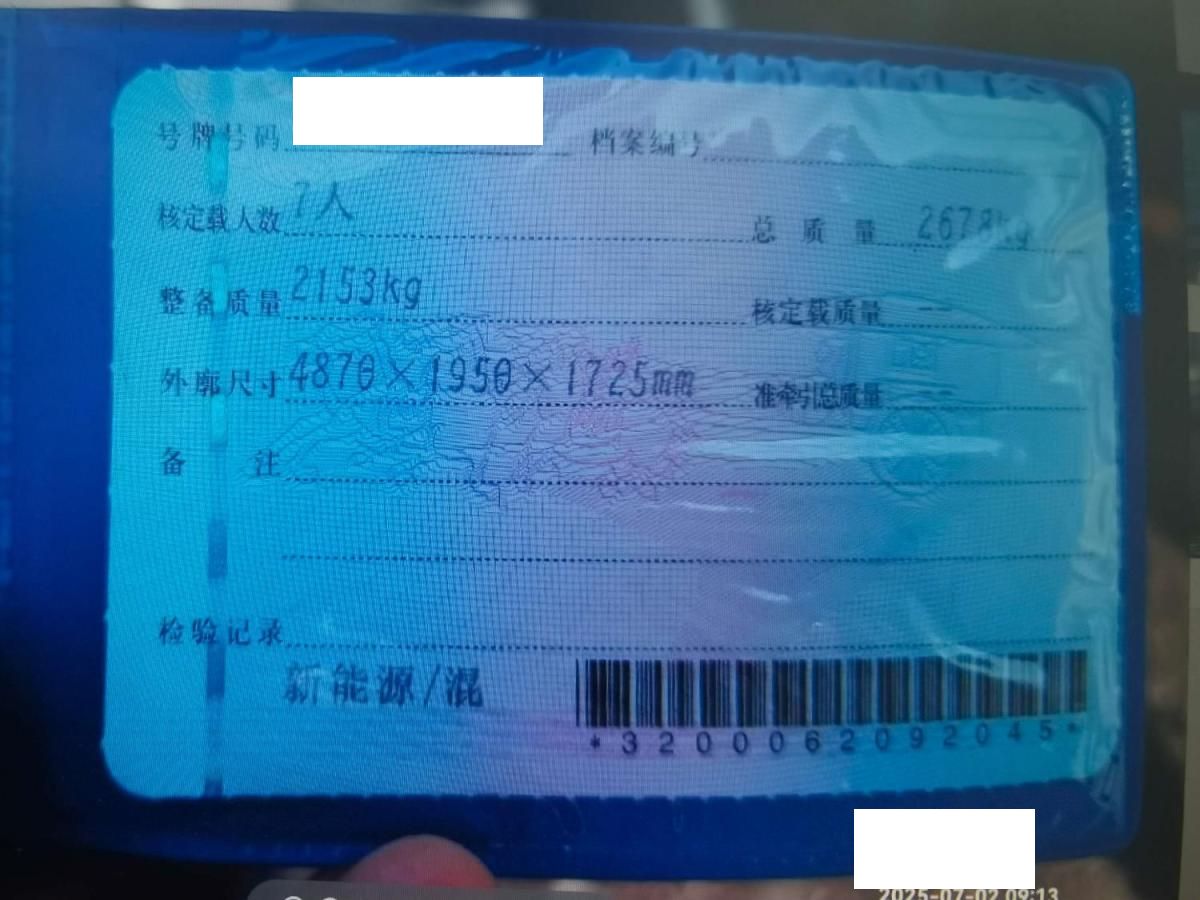 号牌号码 档案编号
核定载人数 7人 总质量 2678kg
整备质量 2153kg 核定载质量 --
外廓尺寸 4870×1950×1725mm 准牵引总质量 --
备注
检验记录
新能源/混
*3200062092045*
2025-07-02 09:13